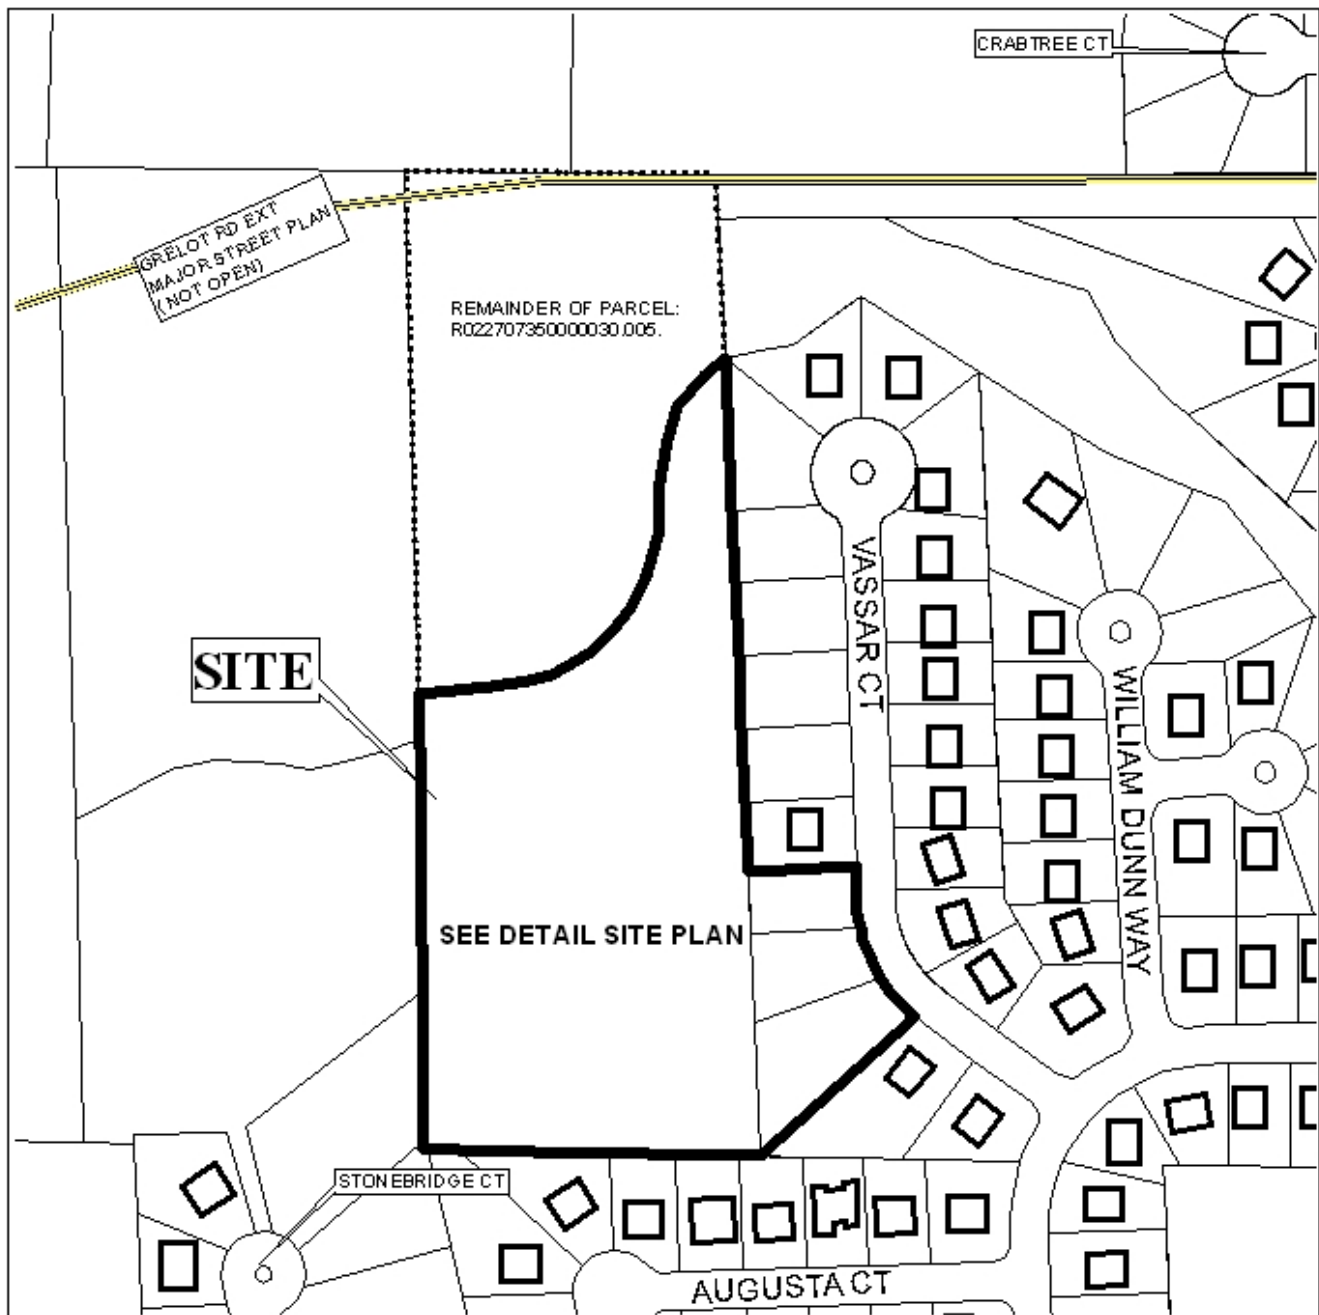 CRABTREE CT
GRELOT RD EXT
MAJOR STREET PLAN
(NOT OPEN)
REMAINDER OF PARCEL:
R022707350000030.005.
VASSAR CT
SITE
WILLIAM DUNN WAY
SEE DETAIL SITE PLAN
STONEBRIDGE CT
AUGUSTA CT